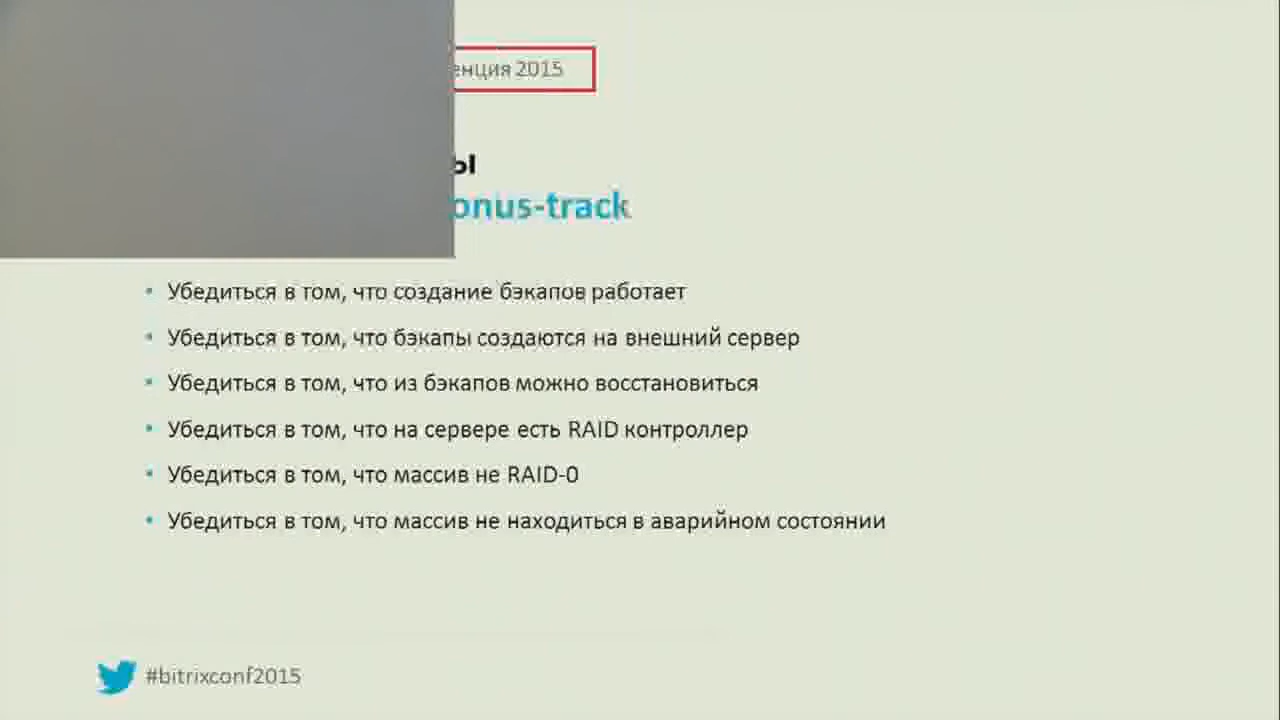 енция 2015
ы
onus-track
• Убедиться в том, что создание бэкапов работает
• Убедиться в том, что бэкапы создаются на внешний сервер
• Убедиться в том, что из бэкапов можно восстановиться
• Убедиться в том, что на сервере есть RAID контроллер
• Убедиться в том, что массив не RAID-0
• Убедиться в том, что массив не находиться в аварийном состоянии
#bitrixconf2015